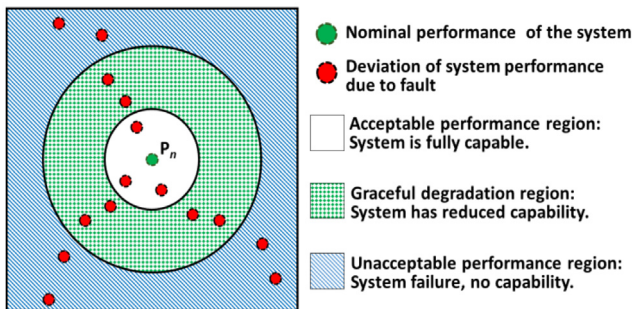 Nominal performance of the system
Deviation of system performance
due to fault
Pn
Acceptable performance region:
System is fully capable.
Graceful degradation region:
System has reduced capability.
Unacceptable performance region:
System failure, no capability.